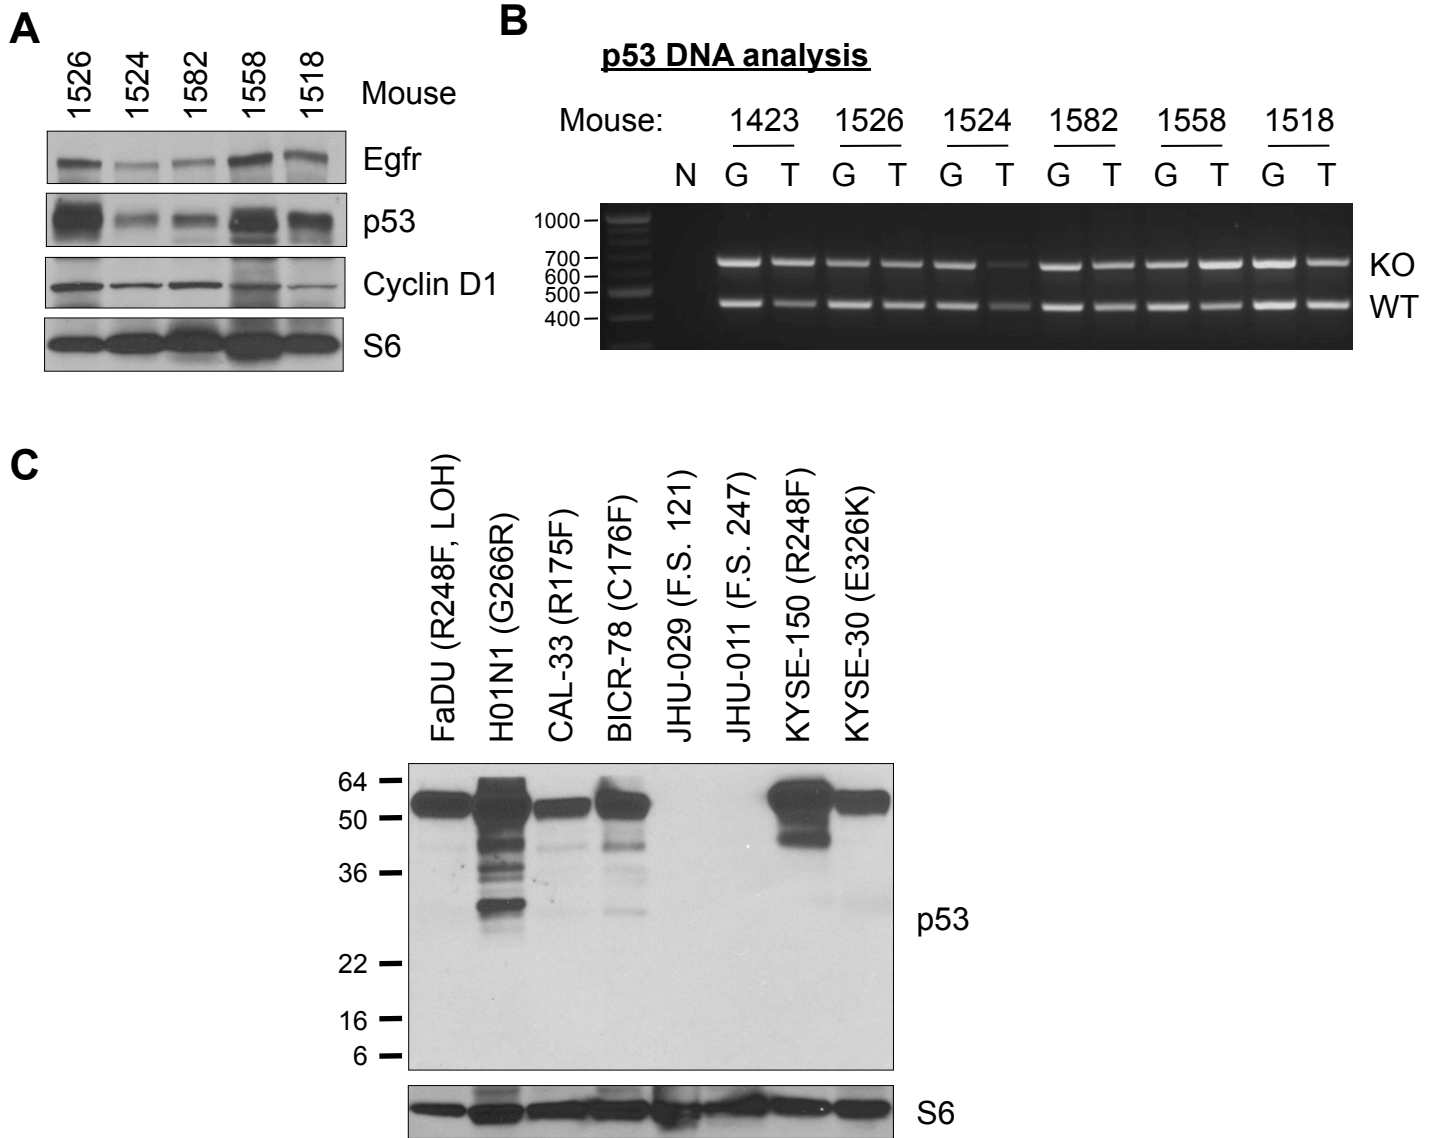 A
1526 1524 1582 1558 1518 Mouse
Egfr
p53
Cyclin D1
S6
B
p53 DNA analysis
Mouse: 1423 1526 1524 1582 1558 1518
N G T G T G T G T G T G T
1000
700
600
500
400
KO
WT
C
FaDU (R248F, LOH)
H01N1 (G266R)
CAL-33 (R175F)
BICR-78 (C176F)
JHU-029 (F.S. 121)
JHU-011 (F.S. 247)
KYSE-150 (R248F)
KYSE-30 (E326K)
64
50
36
22
16
6
p53
S6